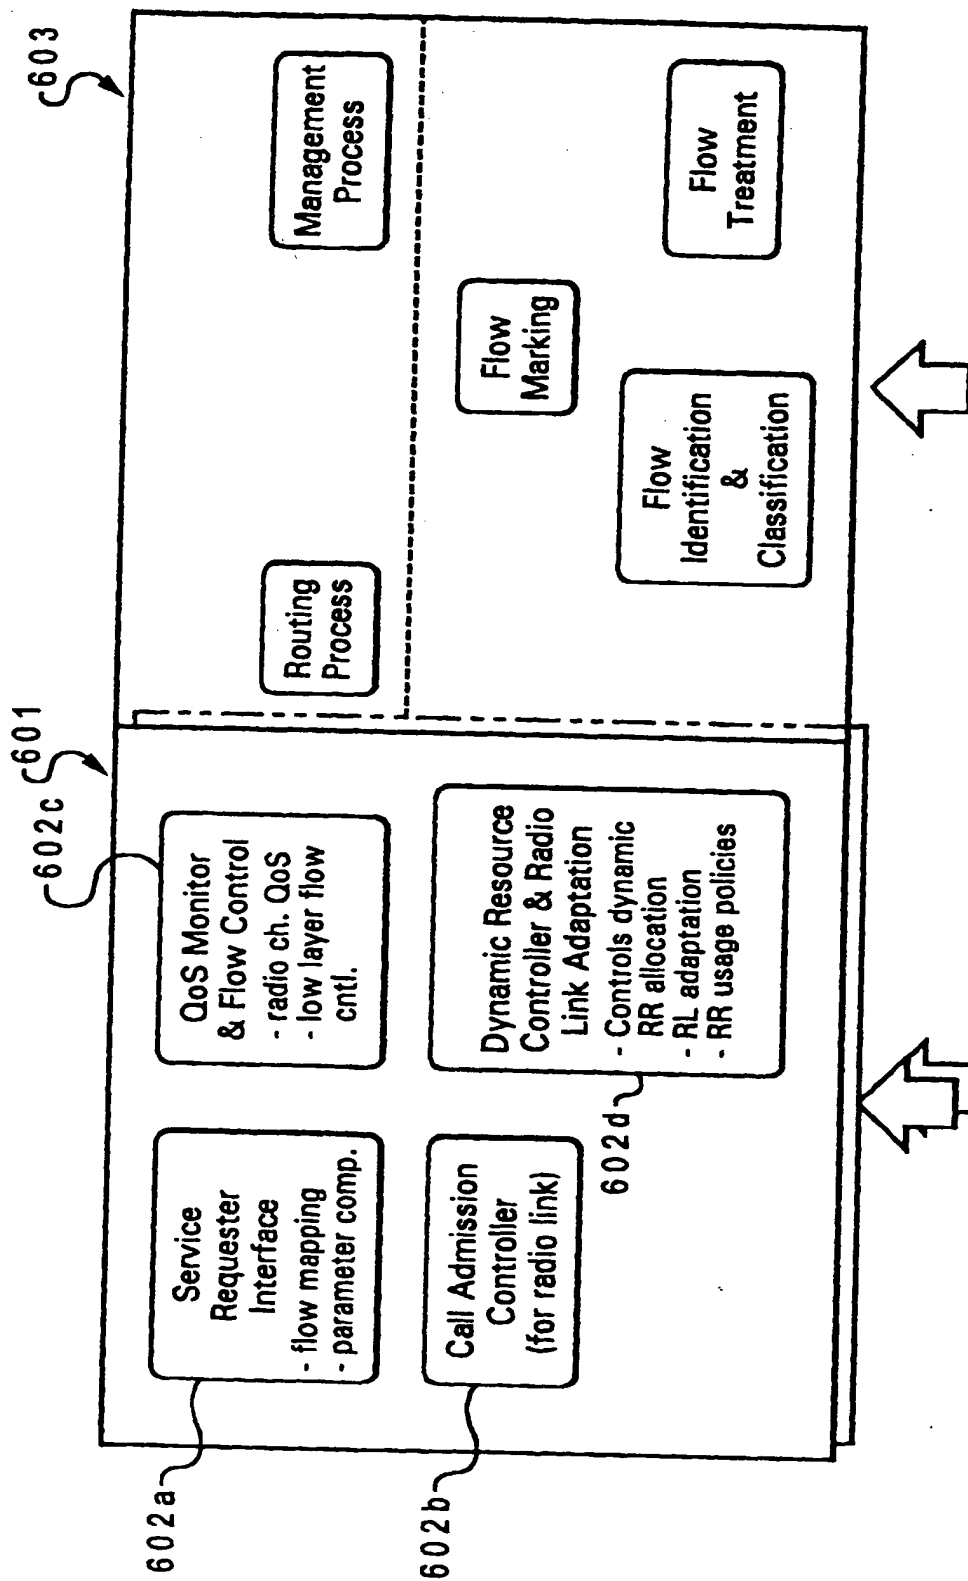 602a
Service
Requester
Interface
- flow mapping
- parameter comp.
602c
QoS Monitor
& Flow Control
- radio ch. QoS
- low layer flow
cntl.
601
602b
Call Admission
Controller
(for radio link)
602d
Dynamic Resource
Controller & Radio
Link Adaptation
- Controls dynamic
RR allocation
- RL adaptation
- RR usage policies
603
Routing
Process
Management
Process
Flow
Marking
Flow
Identification
&
Classification
Flow
Treatment